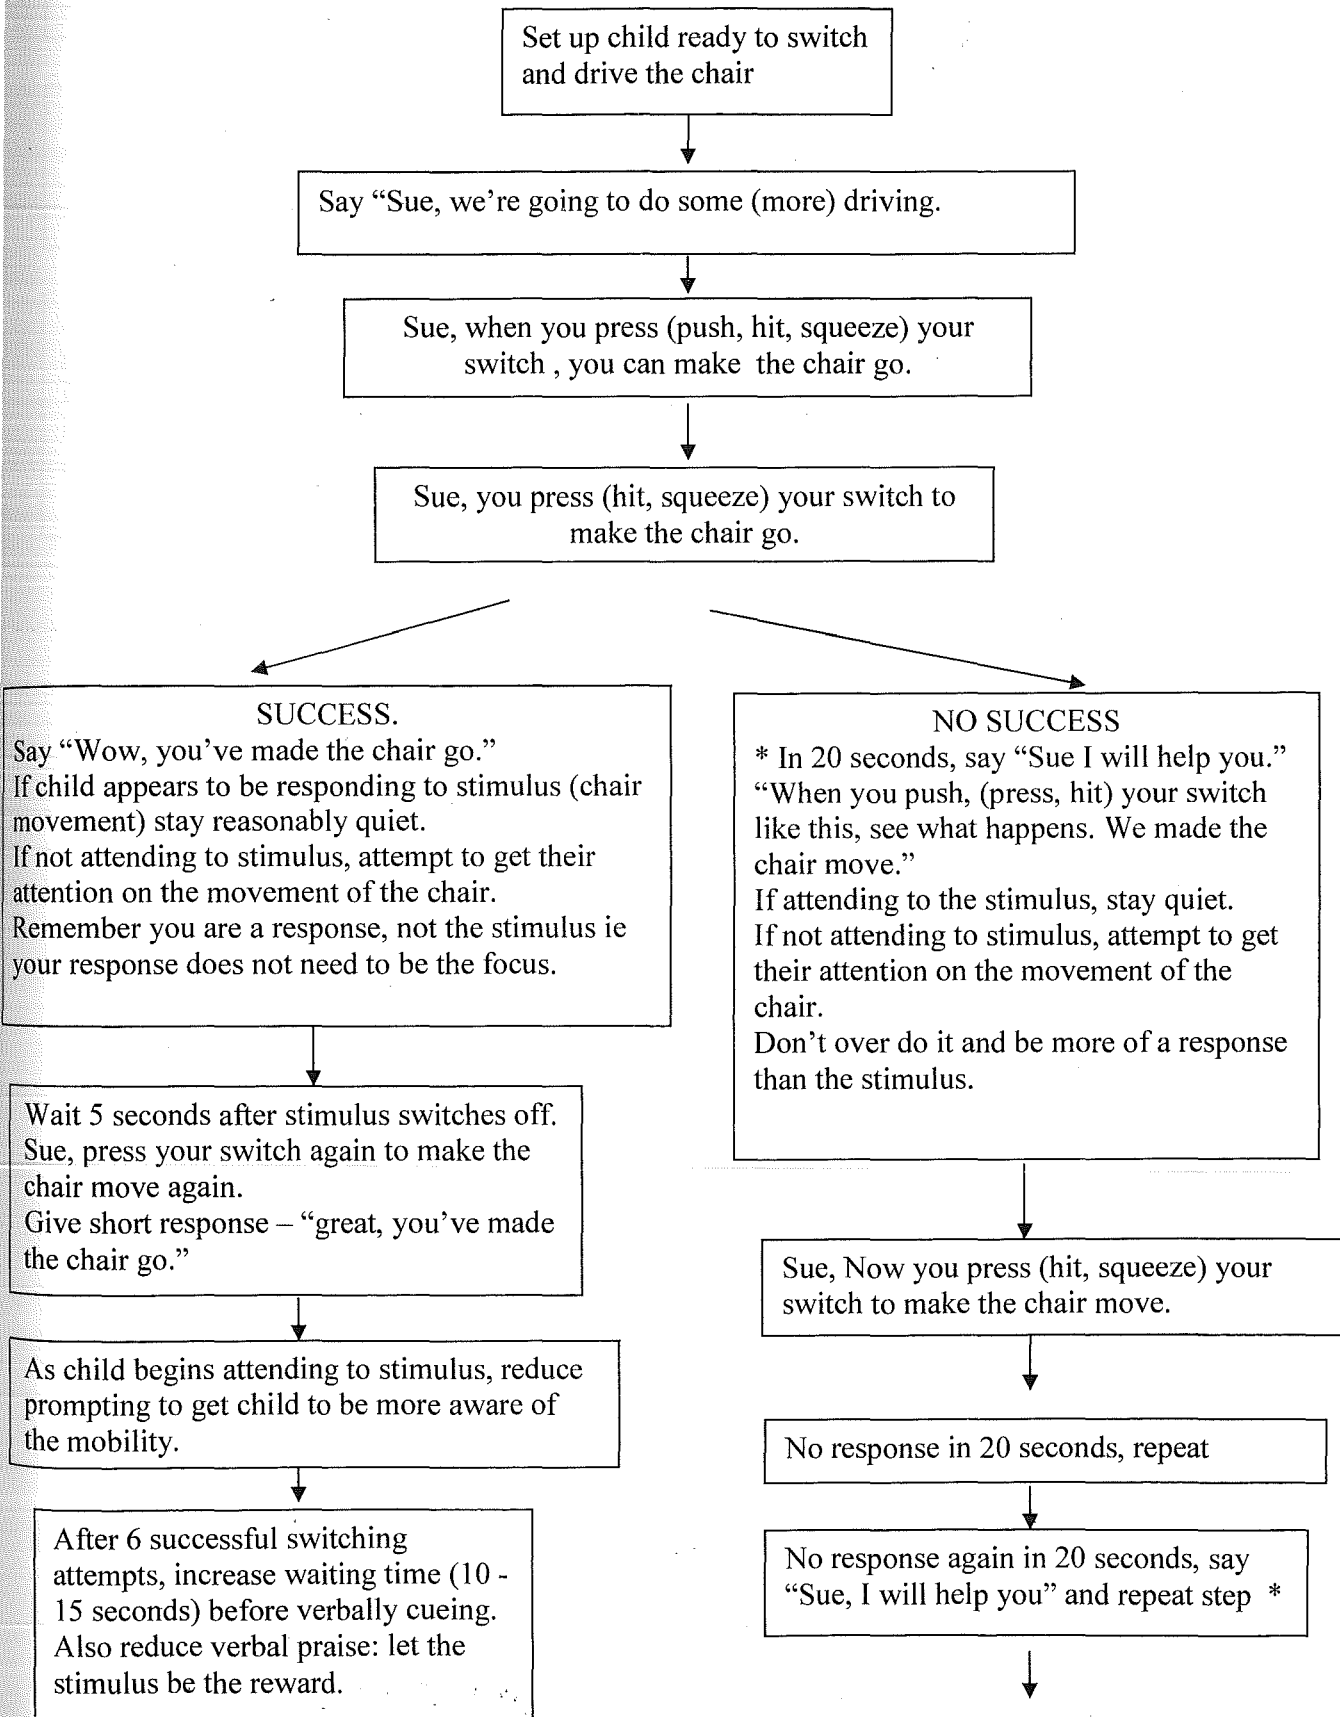 Set up child ready to switch
and drive the chair
Say “Sue, we’re going to do some (more) driving.
Sue, when you press (push, hit, squeeze) your
switch , you can make the chair go.
Sue, you press (hit, squeeze) your switch to
make the chair go.
SUCCESS.
Say “Wow, you’ve made the chair go.”
If child appears to be responding to stimulus (chair
movement) stay reasonably quiet.
If not attending to stimulus, attempt to get their
attention on the movement of the chair.
Remember you are a response, not the stimulus ie
your response does not need to be the focus.
Wait 5 seconds after stimulus switches off.
Sue, press your switch again to make the
chair move again.
Give short response – “great, you’ve made
the chair go.”
As child begins attending to stimulus, reduce
prompting to get child to be more aware of
the mobility.
After 6 successful switching
attempts, increase waiting time (10 -
15 seconds) before verbally cueing.
Also reduce verbal praise: let the
stimulus be the reward.
NO SUCCESS
* In 20 seconds, say “Sue I will help you.”
“When you push, (press, hit) your switch
like this, see what happens. We made the
chair move.”
If attending to the stimulus, stay quiet.
If not attending to stimulus, attempt to get
their attention on the movement of the
chair.
Don’t over do it and be more of a response
than the stimulus.
Sue, Now you press (hit, squeeze) your
switch to make the chair move.
No response in 20 seconds, repeat
No response again in 20 seconds, say
“Sue, I will help you” and repeat step *